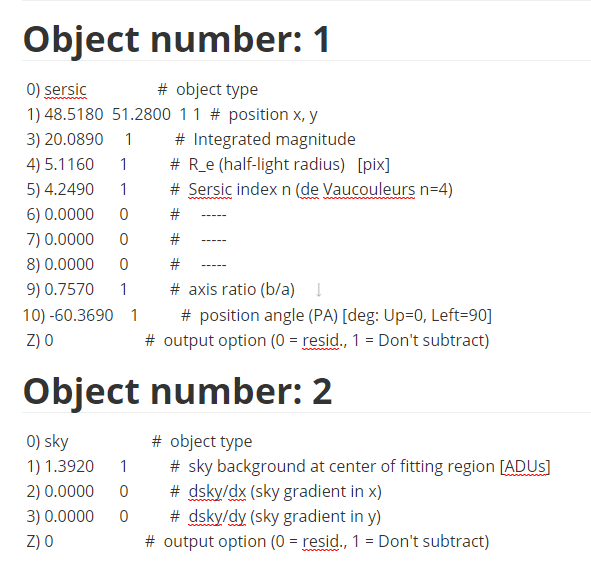 Object number: 1
0) sersic # object type
1) 48.5180 51.2800 1 1 # position x, y
3) 20.0890 1 # Integrated magnitude
4) 5.1160 1 # R_e (half-light radius) [pix]
5) 4.2490 1 # Sersic index n (de Vaucouleurs n=4)
6) 0.0000 0 # -----
7) 0.0000 0 # -----
8) 0.0000 0 # -----
9) 0.7570 1 # axis ratio (b/a) ↓
10) -60.3690 1 # position angle (PA) [deg: Up=0, Left=90]
Z) 0 # output option (0 = resid., 1 = Don't subtract)
Object number: 2
0) sky # object type
1) 1.3920 1 # sky background at center of fitting region [ADUs]
2) 0.0000 0 # dsky/dx (sky gradient in x)
3) 0.0000 0 # dsky/dy (sky gradient in y)
Z) 0 # output option (0 = resid., 1 = Don't subtract)